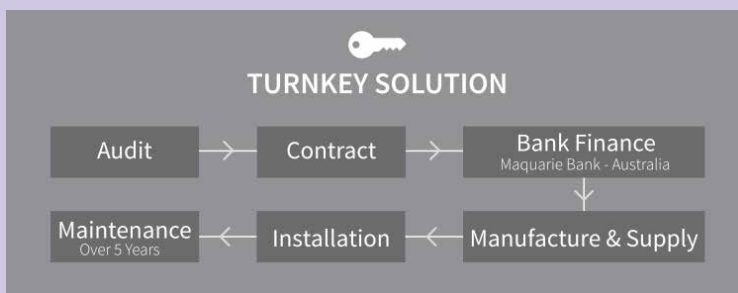 TURNKEY SOLUTION
Audit
Contract
Bank Finance
Maquarie Bank - Australia
Manufacture & Supply
Installation
Maintenance
Over 5 Years